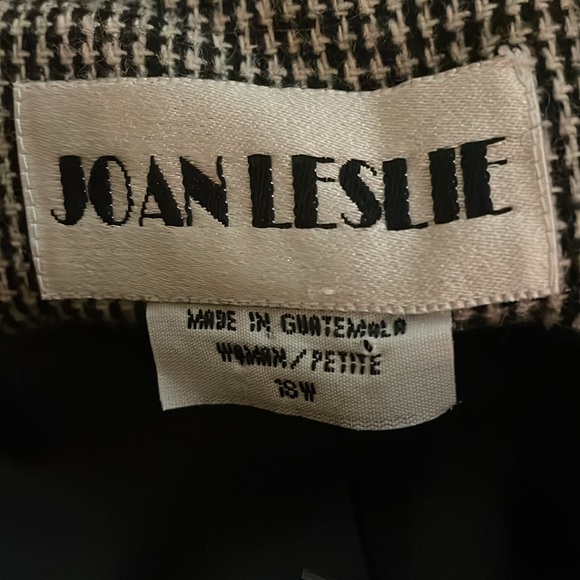 JOAN LESLIE
MADE IN GUATEMALA
WOMAN/PETITE
18W